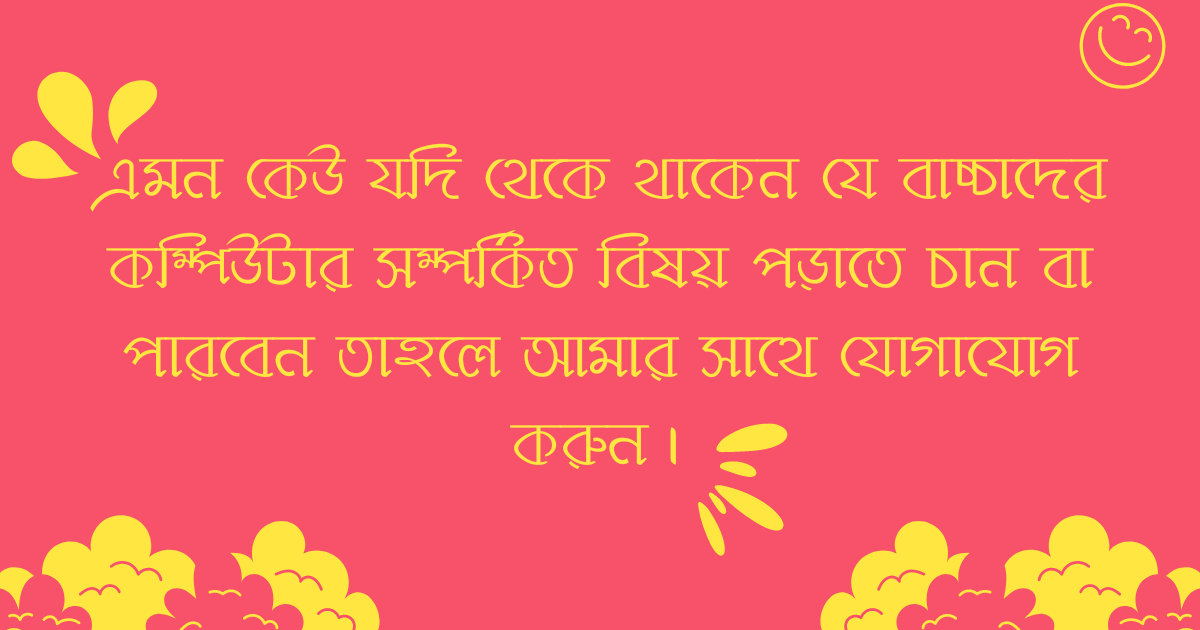 এমন কেউ যদি থেকে থাকেন যে বাচ্চাদের
কম্পিউটার সম্পর্কিত বিষয় পড়াতে চান বা
পারবেন তাহলে আমার সাথে যোগাযোগ
করুন।